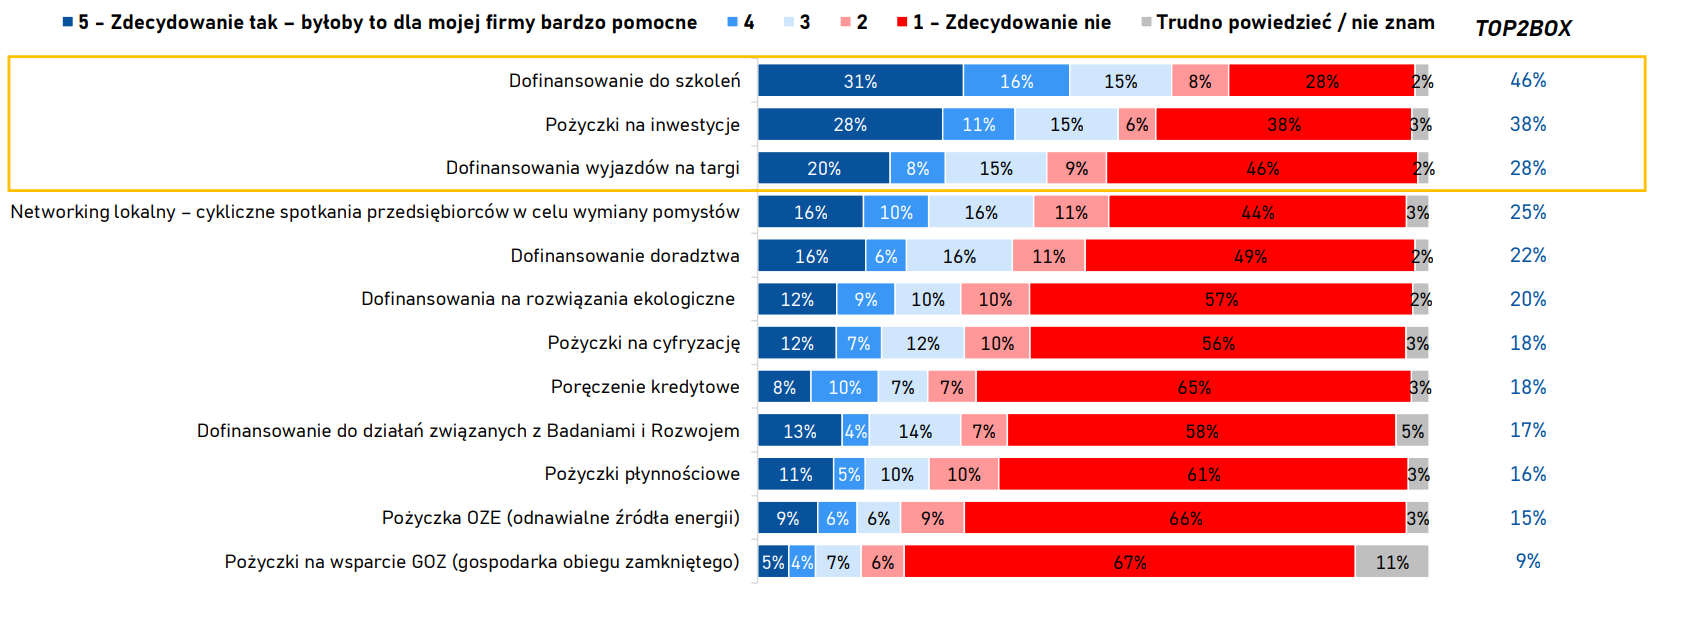 5 – Zdecydowanie tak – byłoby to dla mojej firmy bardzo pomocne 4 3 2 1 – Zdecydowanie nie Trudno powiedzieć / nie znam TOP2BOX
Dofinansowanie do szkoleń 31% 16% 15% 8% 28% 2% 46%
Pożyczki na inwestycje 28% 11% 15% 6% 38% 3% 38%
Dofinansowania wyjazdów na targi 20% 8% 15% 9% 46% 2% 28%
Networking lokalny – cykliczne spotkania przedsiębiorców w celu wymiany pomysłów 16% 10% 16% 11% 44% 3% 25%
Dofinansowanie doradztwa 16% 6% 16% 11% 49% 2% 22%
Dofinansowania na rozwiązania ekologiczne 12% 9% 10% 10% 57% 2% 20%
Pożyczki na cyfryzację 12% 7% 12% 10% 56% 3% 18%
Poręczenie kredytowe 8% 10% 7% 7% 65% 3% 18%
Dofinansowanie do działań związanych z Badaniami i Rozwojem 13% 4% 14% 7% 58% 5% 17%
Pożyczki płynnościowe 11% 5% 10% 10% 61% 3% 16%
Pożyczka OZE (odnawialne źródła energii) 9% 6% 6% 9% 66% 3% 15%
Pożyczki na wsparcie GOZ (gospodarka obiegu zamkniętego) 5% 4% 7% 6% 67% 11% 9%